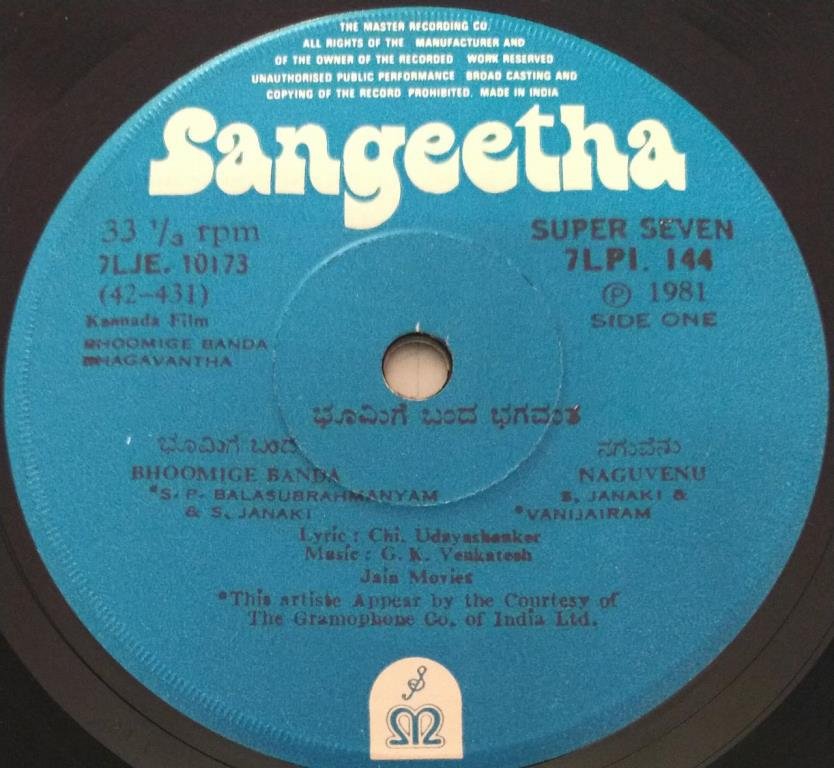 THE MASTER RECORDING CO.
ALL RIGHTS OF THE MANUFACTURER AND
OF THE OWNER OF THE RECORDED WORK RESERVED
UNAUTHORISED PUBLIC PERFORMANCE BROAD CASTING AND
COPYING OF THE RECORD PROHIBITED. MADE IN INDIA
Sangeetha
33 1/3 rpm
7LJE. 10173
(42-431)
Kannada Film
BHOOMIGE BANDA
BHAGAVANTHA
SUPER SEVEN
7LPI. 144
Ⓟ 1981
SIDE ONE
ಭೂಮಿಗೆ ಬಂದ ಭಗವಂತ
ಭೂಮಿಗೆ ಬಂದ
BHOOMIGE BANDA
*S. P. BALASUBRAHMANYAM
& S. JANAKI
ನಗುವೆನು
NAGUVENU
S. JANAKI &
*VANIJAIRAM
Lyric : Chi. Udayashanker
Music : G. K. Venkatesh
Jain Movies
*This artiste Appear by the Courtesy of
The Gramophone Co. of India Ltd.